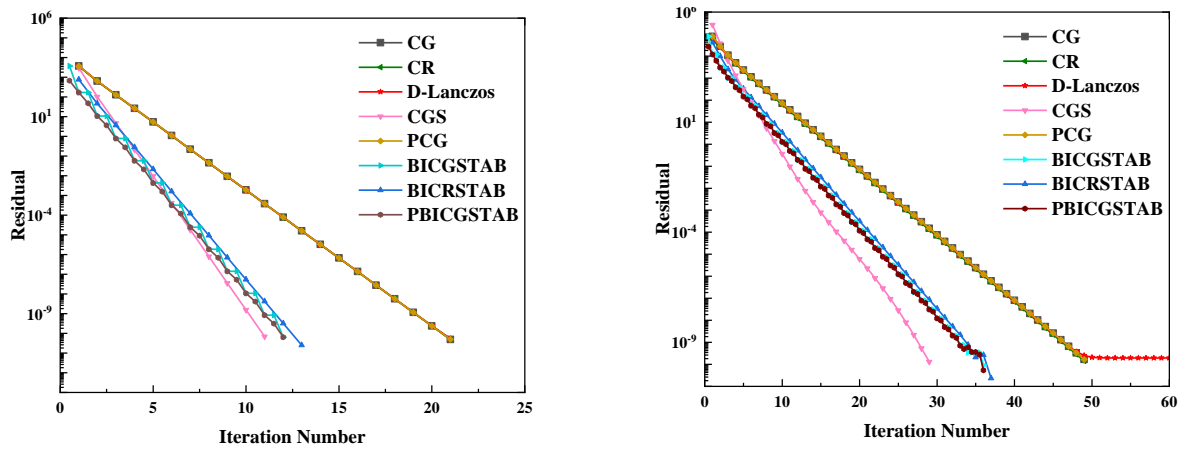 10^6
10^1
10^-4
10^-9
Residual
0 5 10 15 20 25
Iteration Number
CG
CR
D-Lanczos
CGS
PCG
BICGSTAB
BICRSTAB
PBICGSTAB
10^6
10^1
10^-4
10^-9
Residual
0 10 20 30 40 50 60
Iteration Number
CG
CR
D-Lanczos
CGS
PCG
BICGSTAB
BICRSTAB
PBICGSTAB